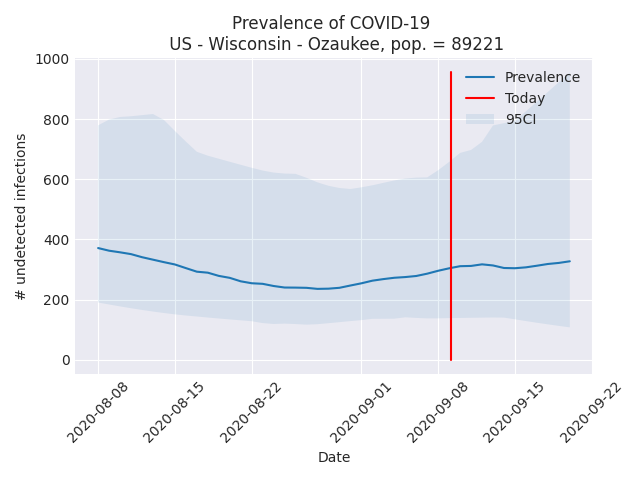 Prevalence of COVID-19
US - Wisconsin - Ozaukee, pop. = 89221
# undetected infections
1000
800
600
400
200
0
Prevalence
Today
95CI
2020-08-08
2020-08-15
2020-08-22
2020-09-01
2020-09-08
2020-09-15
2020-09-22
Date